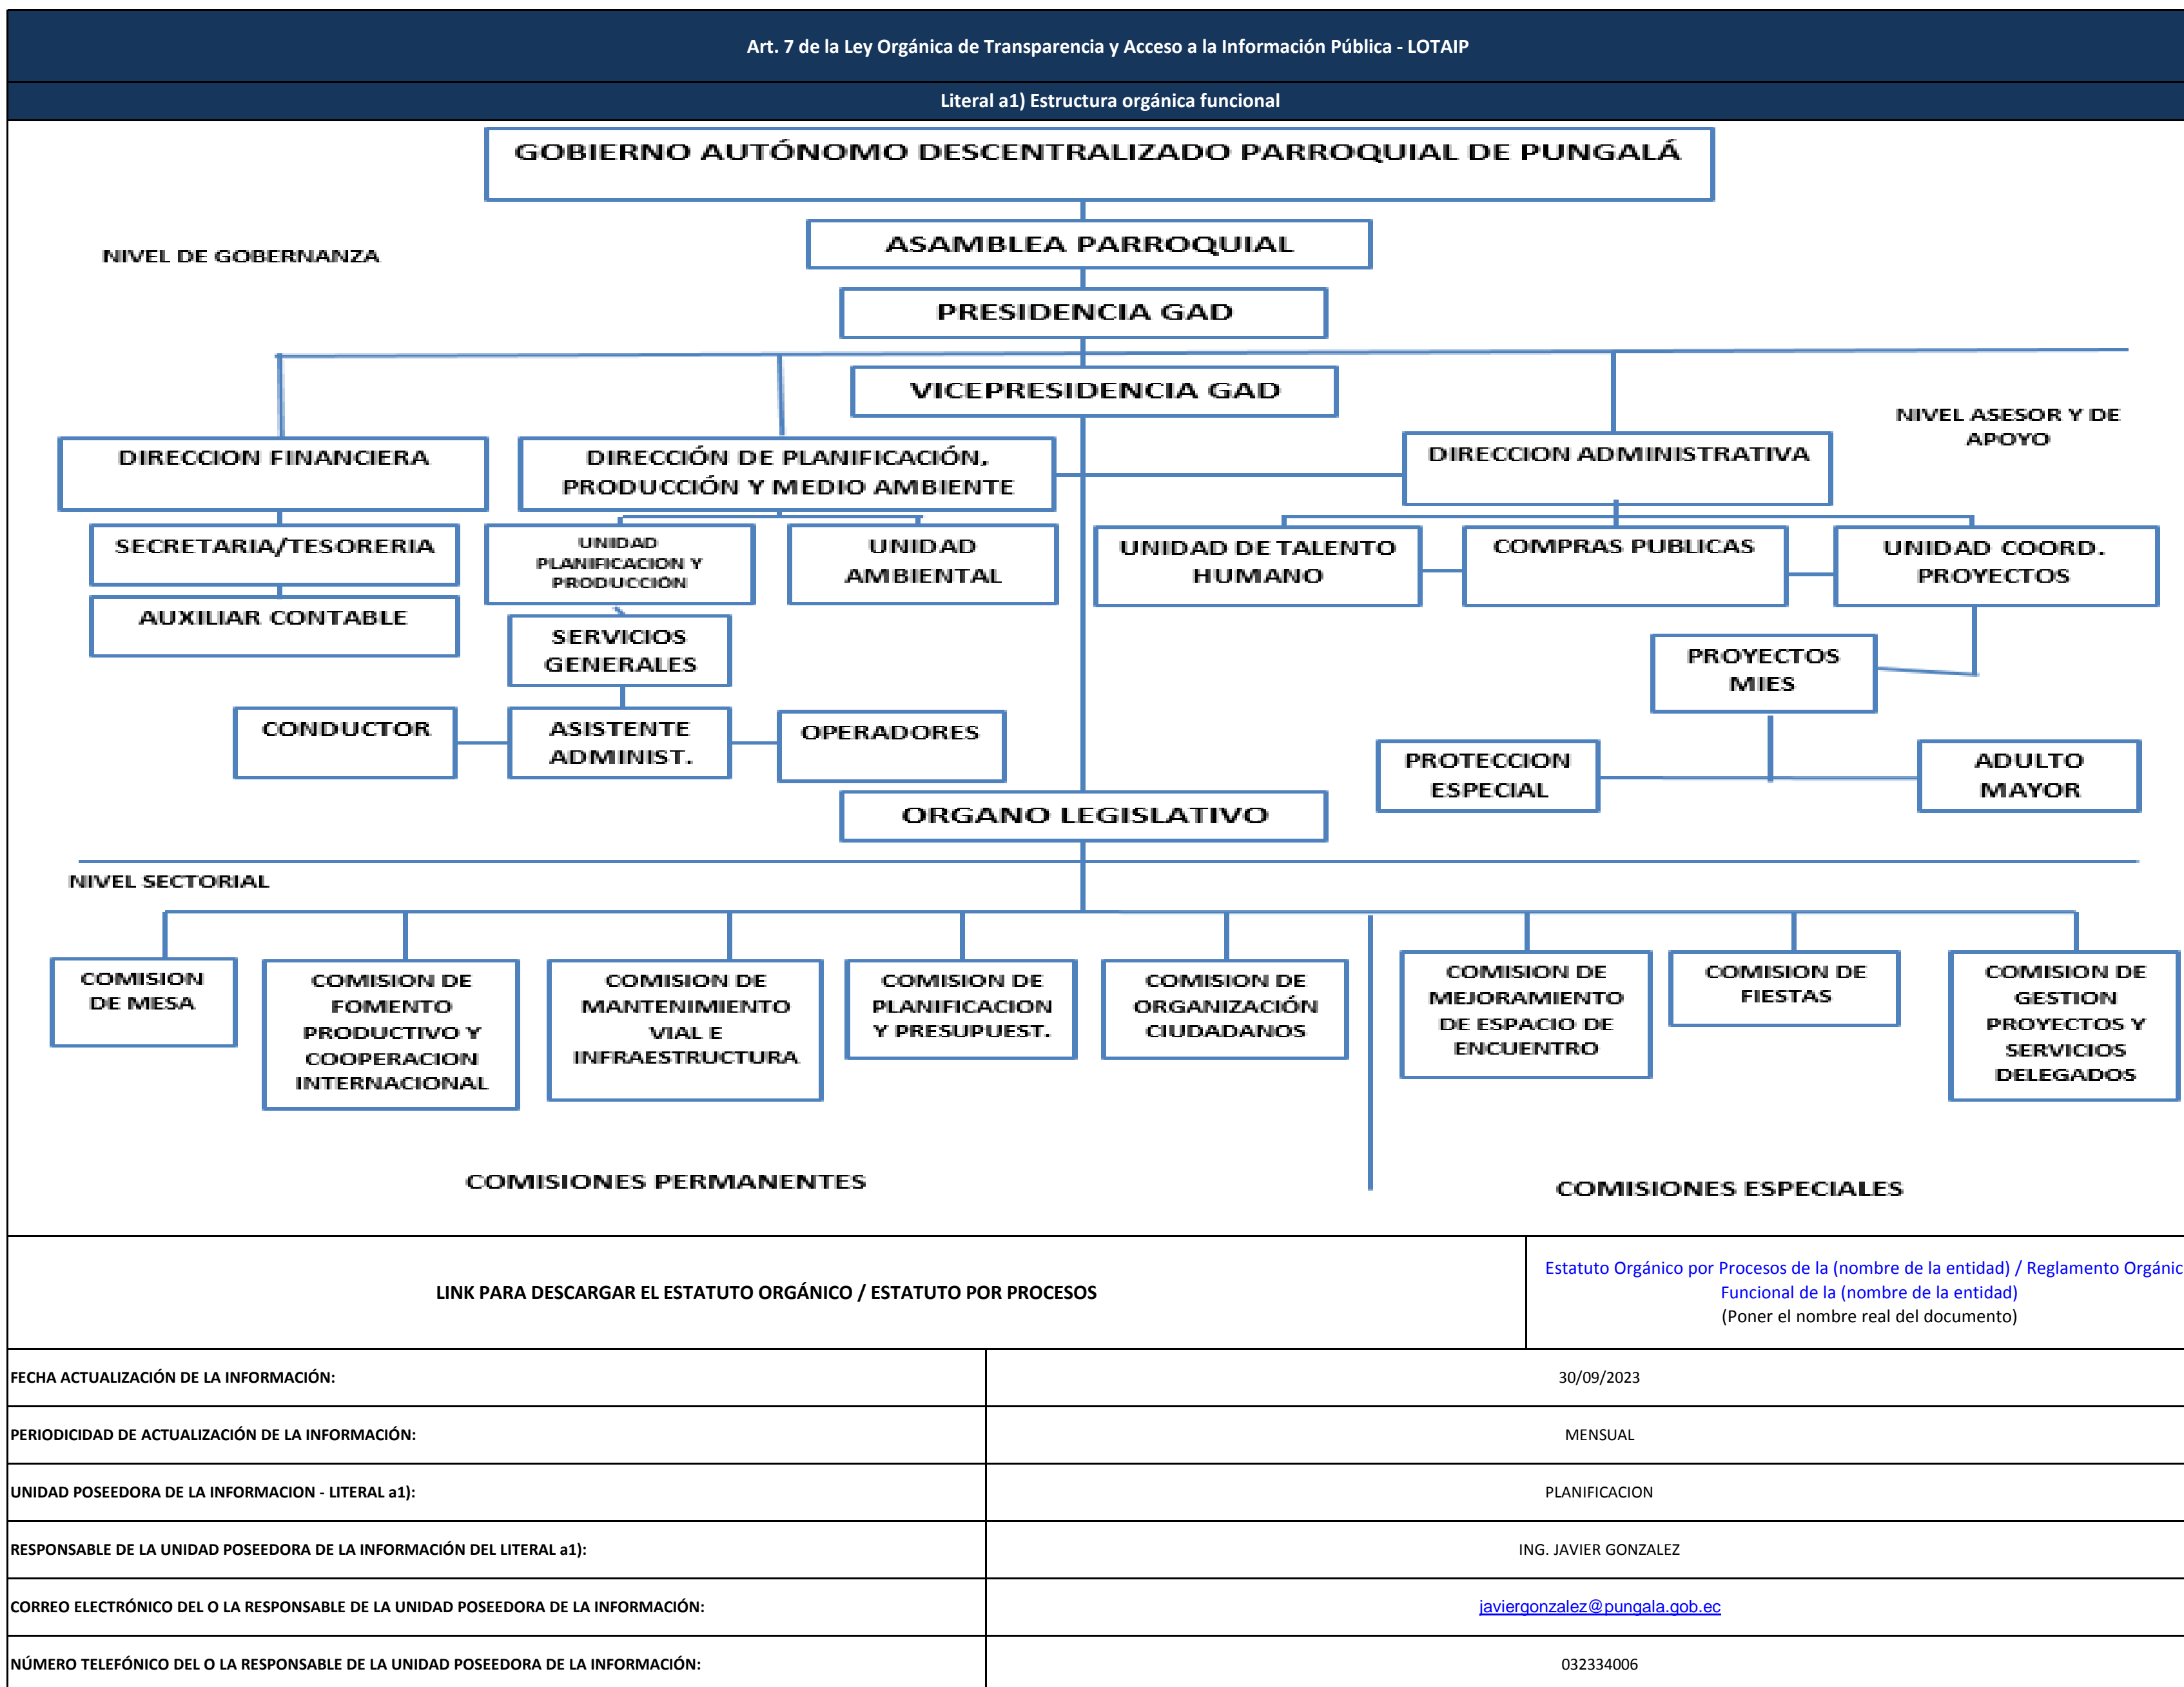 Art. 7 de la Ley Orgánica de Transparencia y Acceso a la Información Pública - LOTAIP
Literal a1) Estructura orgánica funcional
GOBIERNO AUTÓNOMO DESCENTRALIZADO PARROQUIAL DE PUNGALÁ
ASAMBLEA PARROQUIAL
NIVEL DE GOBERNANZA
PRESIDENCIA GAD
VICEPRESIDENCIA GAD
NIVEL ASESOR Y DE
APOYO
DIRECCION FINANCIERA
DIRECCIÓN DE PLANIFICACIÓN,
PRODUCCIÓN Y MEDIO AMBIENTE
DIRECCION ADMINISTRATIVA
SECRETARIA/TESORERIA
UNIDAD
PLANIFICACION Y
PRODUCCIÓN
UNIDAD
AMBIENTAL
UNIDAD DE TALENTO
HUMANO
COMPRAS PUBLICAS
UNIDAD COORD.
PROYECTOS
AUXILIAR CONTABLE
SERVICIOS
GENERALES
PROYECTOS
MIES
CONDUCTOR
ASISTENTE
ADMINIST.
OPERADORES
PROTECCION
ESPECIAL
ADULTO
MAYOR
ORGANO LEGISLATIVO
NIVEL SECTORIAL
COMISION
DE MESA
COMISION DE
FOMENTO
PRODUCTIVO Y
COOPERACION
INTERNACIONAL
COMISION DE
MANTENIMIENTO
VIAL E
INFRAESTRUCTURA
COMISION DE
PLANIFICACION
Y PRESUPUEST.
COMISION DE
ORGANIZACIÓN
CIUDADANOS
COMISION DE
MEJORAMIENTO
DE ESPACIO DE
ENCUENTRO
COMISION DE
FIESTAS
COMISION DE
GESTION
PROYECTOS Y
SERVICIOS
DELEGADOS
COMISIONES PERMANENTES
COMISIONES ESPECIALES
LINK PARA DESCARGAR EL ESTATUTO ORGÁNICO / ESTATUTO POR PROCESOS
Estatuto Orgánico por Procesos de la (nombre de la entidad) / Reglamento Orgánic
Funcional de la (nombre de la entidad)
(Poner el nombre real del documento)
FECHA ACTUALIZACIÓN DE LA INFORMACIÓN:
30/09/2023
PERIODICIDAD DE ACTUALIZACIÓN DE LA INFORMACIÓN:
MENSUAL
UNIDAD POSEEDORA DE LA INFORMACION - LITERAL a1):
PLANIFICACION
RESPONSABLE DE LA UNIDAD POSEEDORA DE LA INFORMACIÓN DEL LITERAL a1):
ING. JAVIER GONZALEZ
CORREO ELECTRÓNICO DEL O LA RESPONSABLE DE LA UNIDAD POSEEDORA DE LA INFORMACIÓN:
javiergonzalez@pungala.gob.ec
NÚMERO TELEFÓNICO DEL O LA RESPONSABLE DE LA UNIDAD POSEEDORA DE LA INFORMACIÓN:
032334006